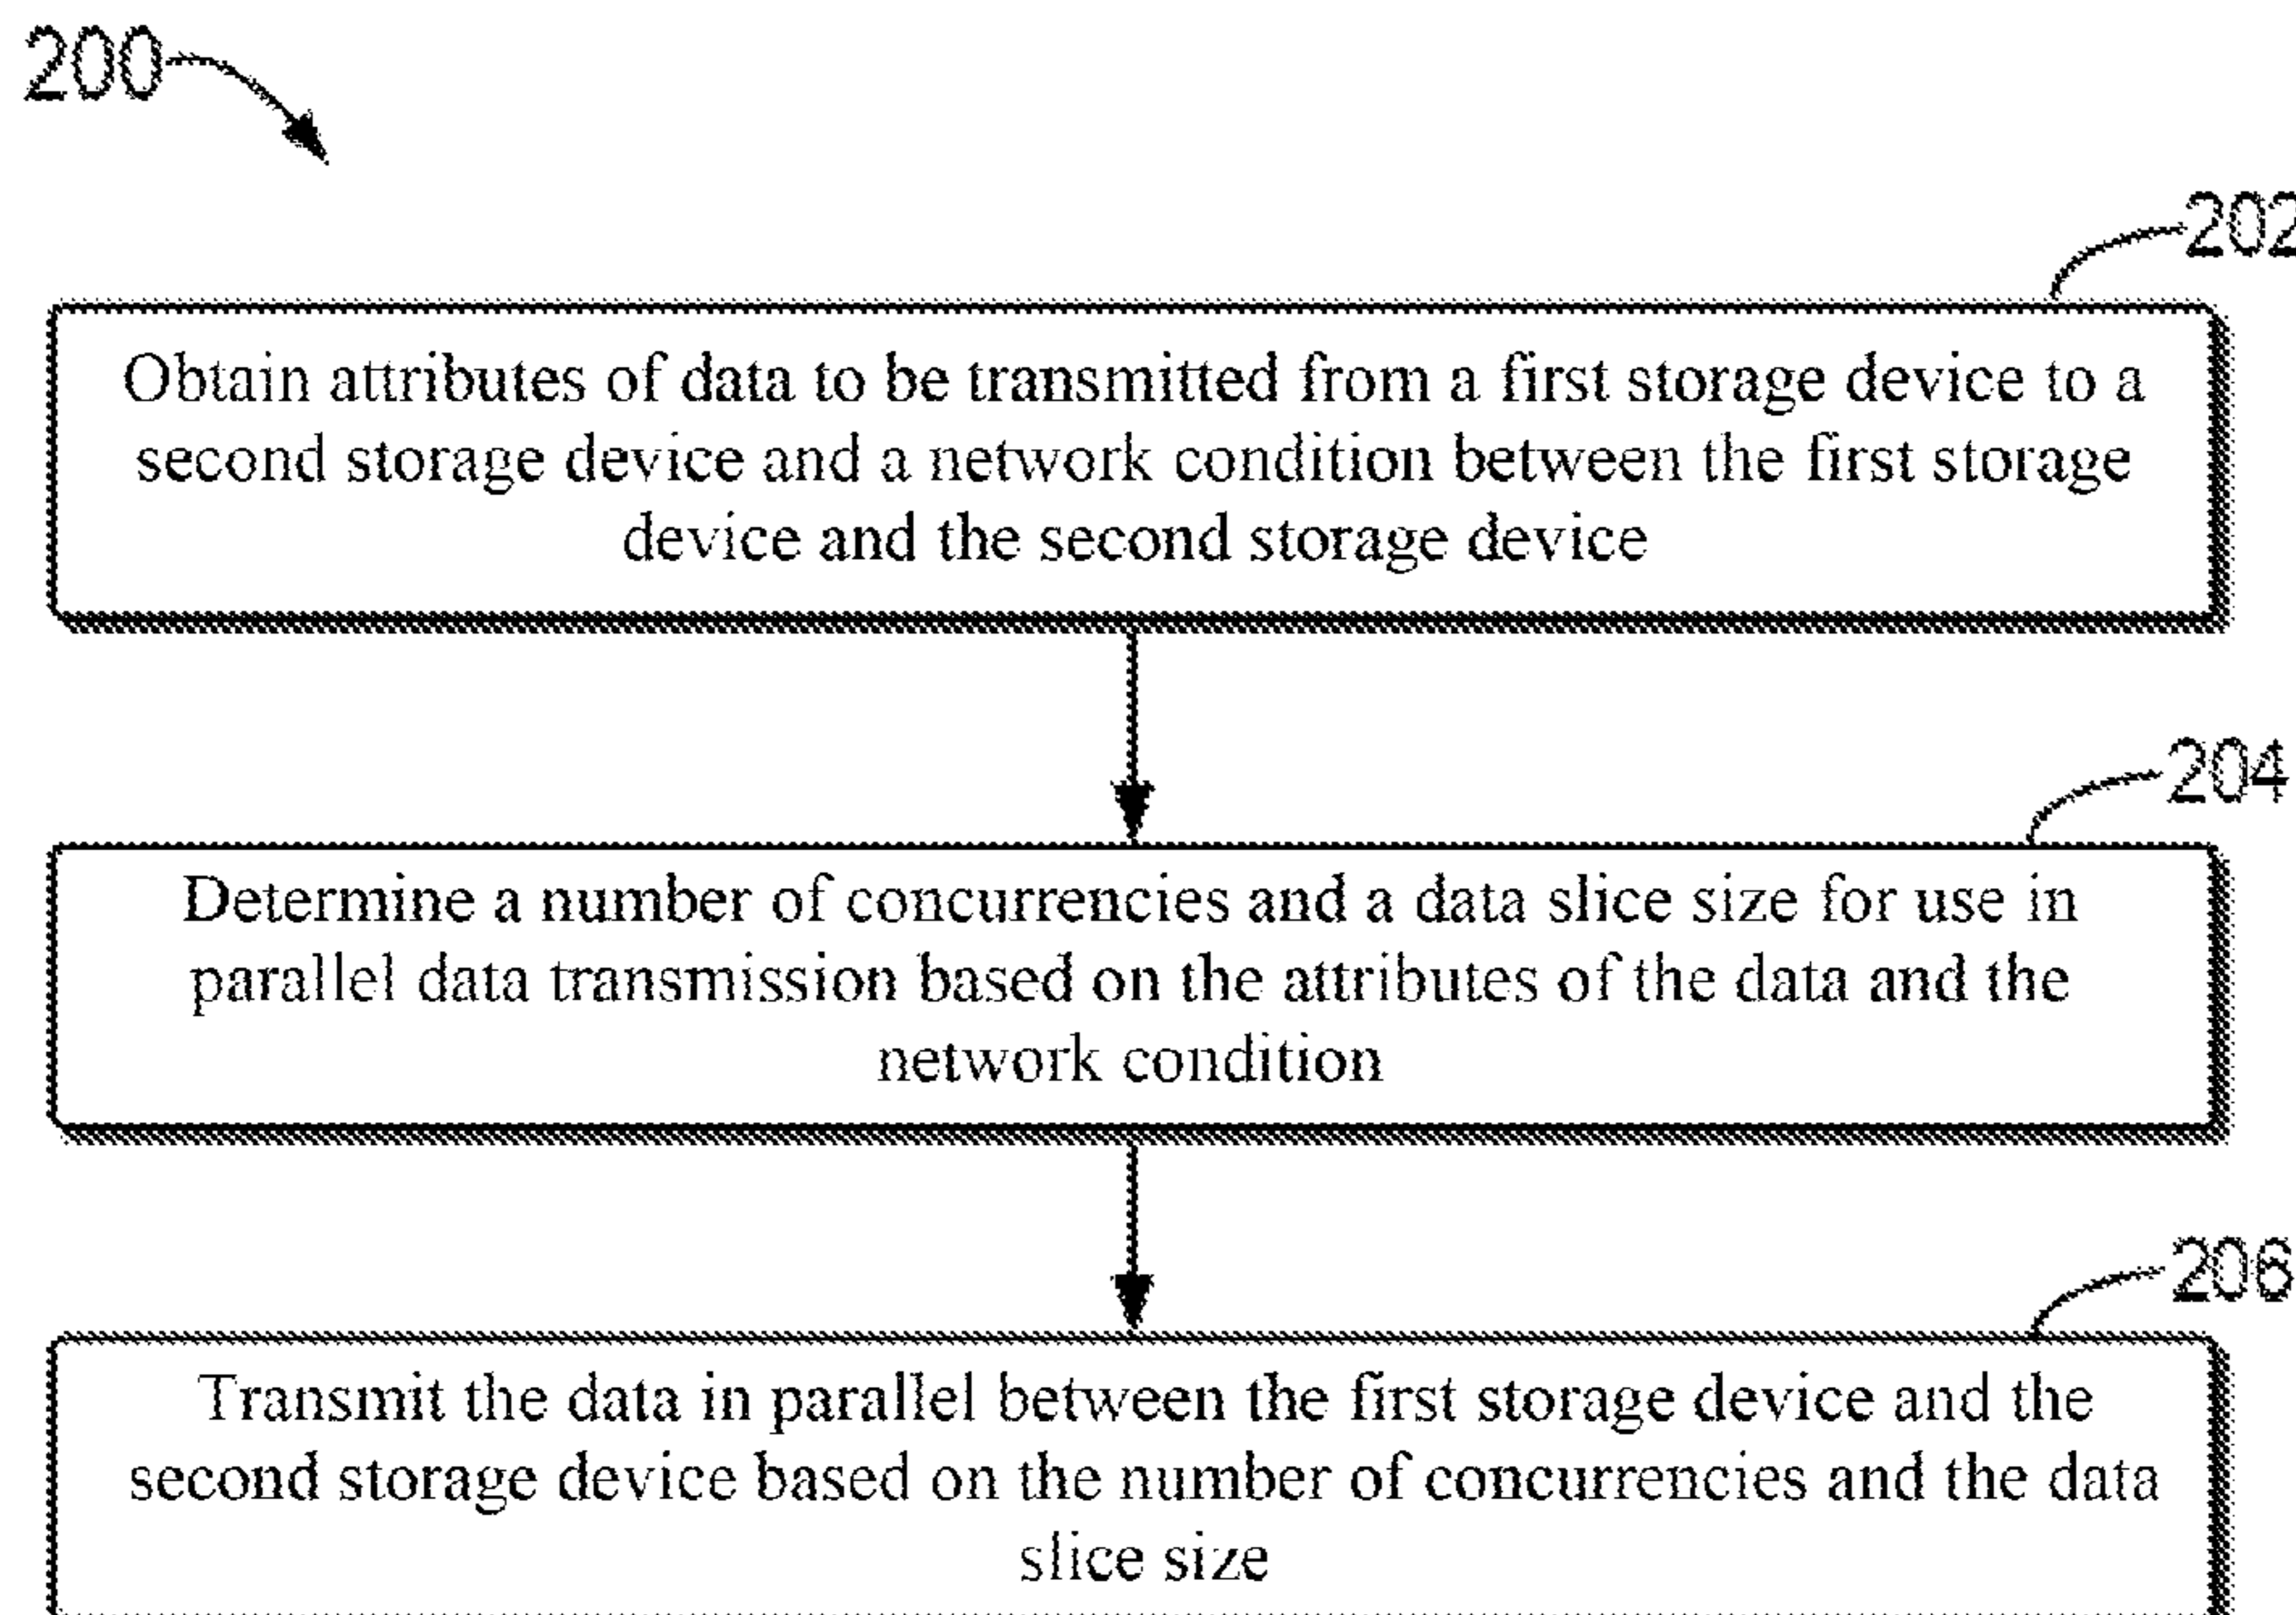 200
202
Obtain attributes of data to be transmitted from a first storage device to a
second storage device and a network condition between the first storage
device and the second storage device
204
Determine a number of concurrencies and a data slice size for use in
parallel data transmission based on the attributes of the data and the
network condition
206
Transmit the data in parallel between the first storage device and the
second storage device based on the number of concurrencies and the data
slice size